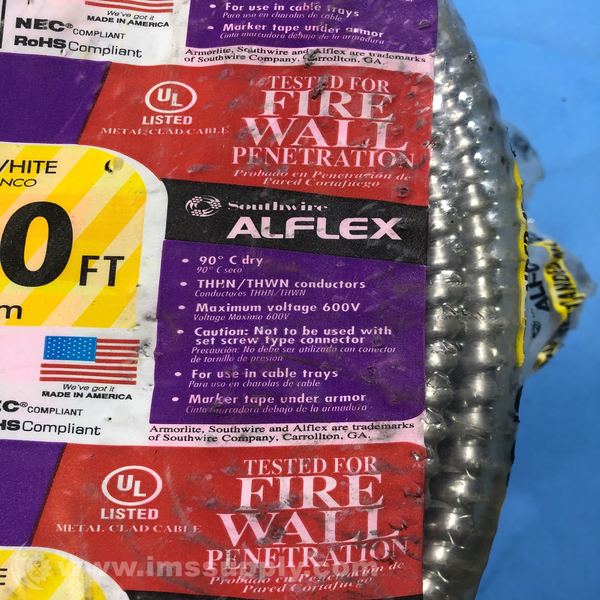 NEC® COMPLIANT
RoHS Compliant
We've got it
MADE IN AMERICA
• For use in cable trays
Para uso en charolas de cable
• Marker tape under armor
Cinta marcadora debajo de la armadura
Armorlite, Southwire and Alflex are trademarks
of Southwire Company, Carrollton, GA.
UL
LISTED
METAL CLAD CABLE
TESTED FOR
FIRE
WALL
PENETRATION
Probado en Penetración de
Pared Cortafuego
/WHITE
ANCO
0 FT
m
Southwire
ALFLEX
• 90° C dry
90° C seco
• THHN/THWN conductors
Conductores THHN/THWN
• Maximum voltage 600V
Voltage Máximo 600V
• Caution: Not to be used with
set screw type connector
Precaución: No debe ser utilizado con conector
de tornillo de presión
• For use in cable trays
Para uso en charolas de cable
• Marker tape under armor
Cinta marcadora debajo de la armadura
We've got it
MADE IN AMERICA
EC® COMPLIANT
HS Compliant
Armorlite, Southwire and Alflex are trademarks
of Southwire Company, Carrollton, GA.
UL
LISTED
METAL CLAD CABLE
TESTED FOR
FIRE
WALL
PENETRATION
Probado en Penetración de
Pared Cortafuego
E
www.imssupply.com